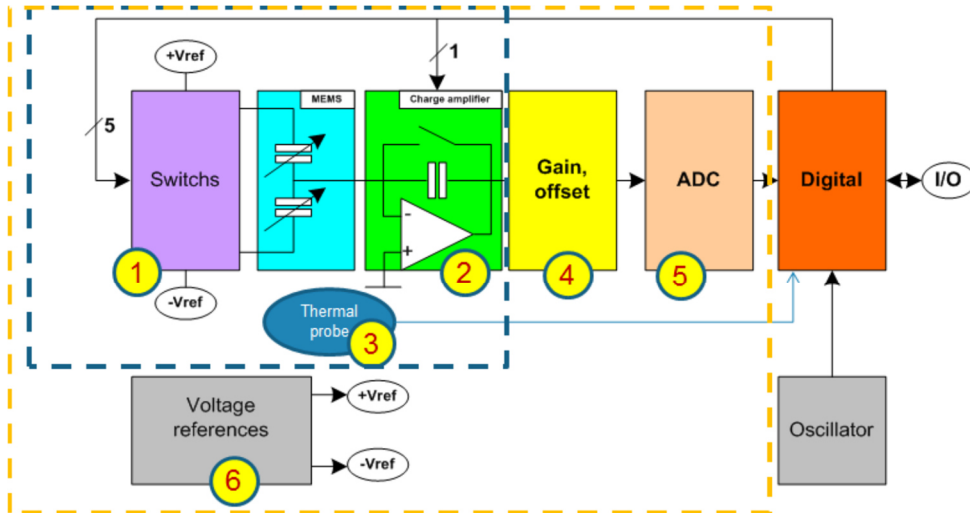 +Vref
1
5
MEMS
Charge amplifier
Switchs
Gain,
offset
ADC
Digital
I/O
-
+
1
2
4
5
-Vref
Thermal
probe
3
Voltage
references
+Vref
-Vref
6
Oscillator